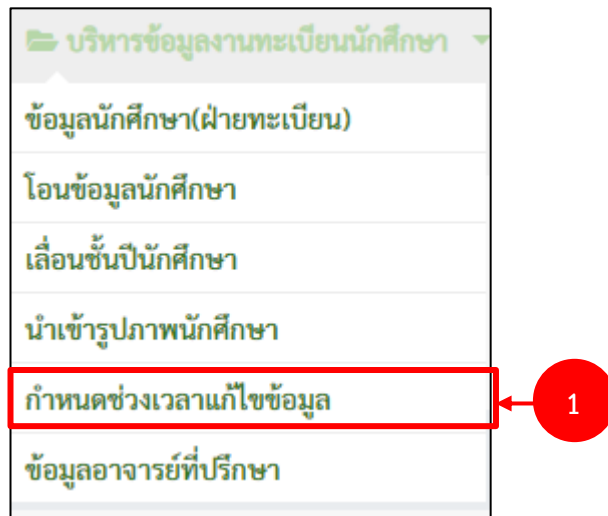 บริหารข้อมูลงานทะเบียนนักศึกษา
ข้อมูลนักศึกษา(ฝ่ายทะเบียน)
โอนข้อมูลนักศึกษา
เลื่อนชั้นปีนักศึกษา
นำเข้ารูปภาพนักศึกษา
กำหนดช่วงเวลาแก้ไขข้อมูล
1
ข้อมูลอาจารย์ที่ปรึกษา